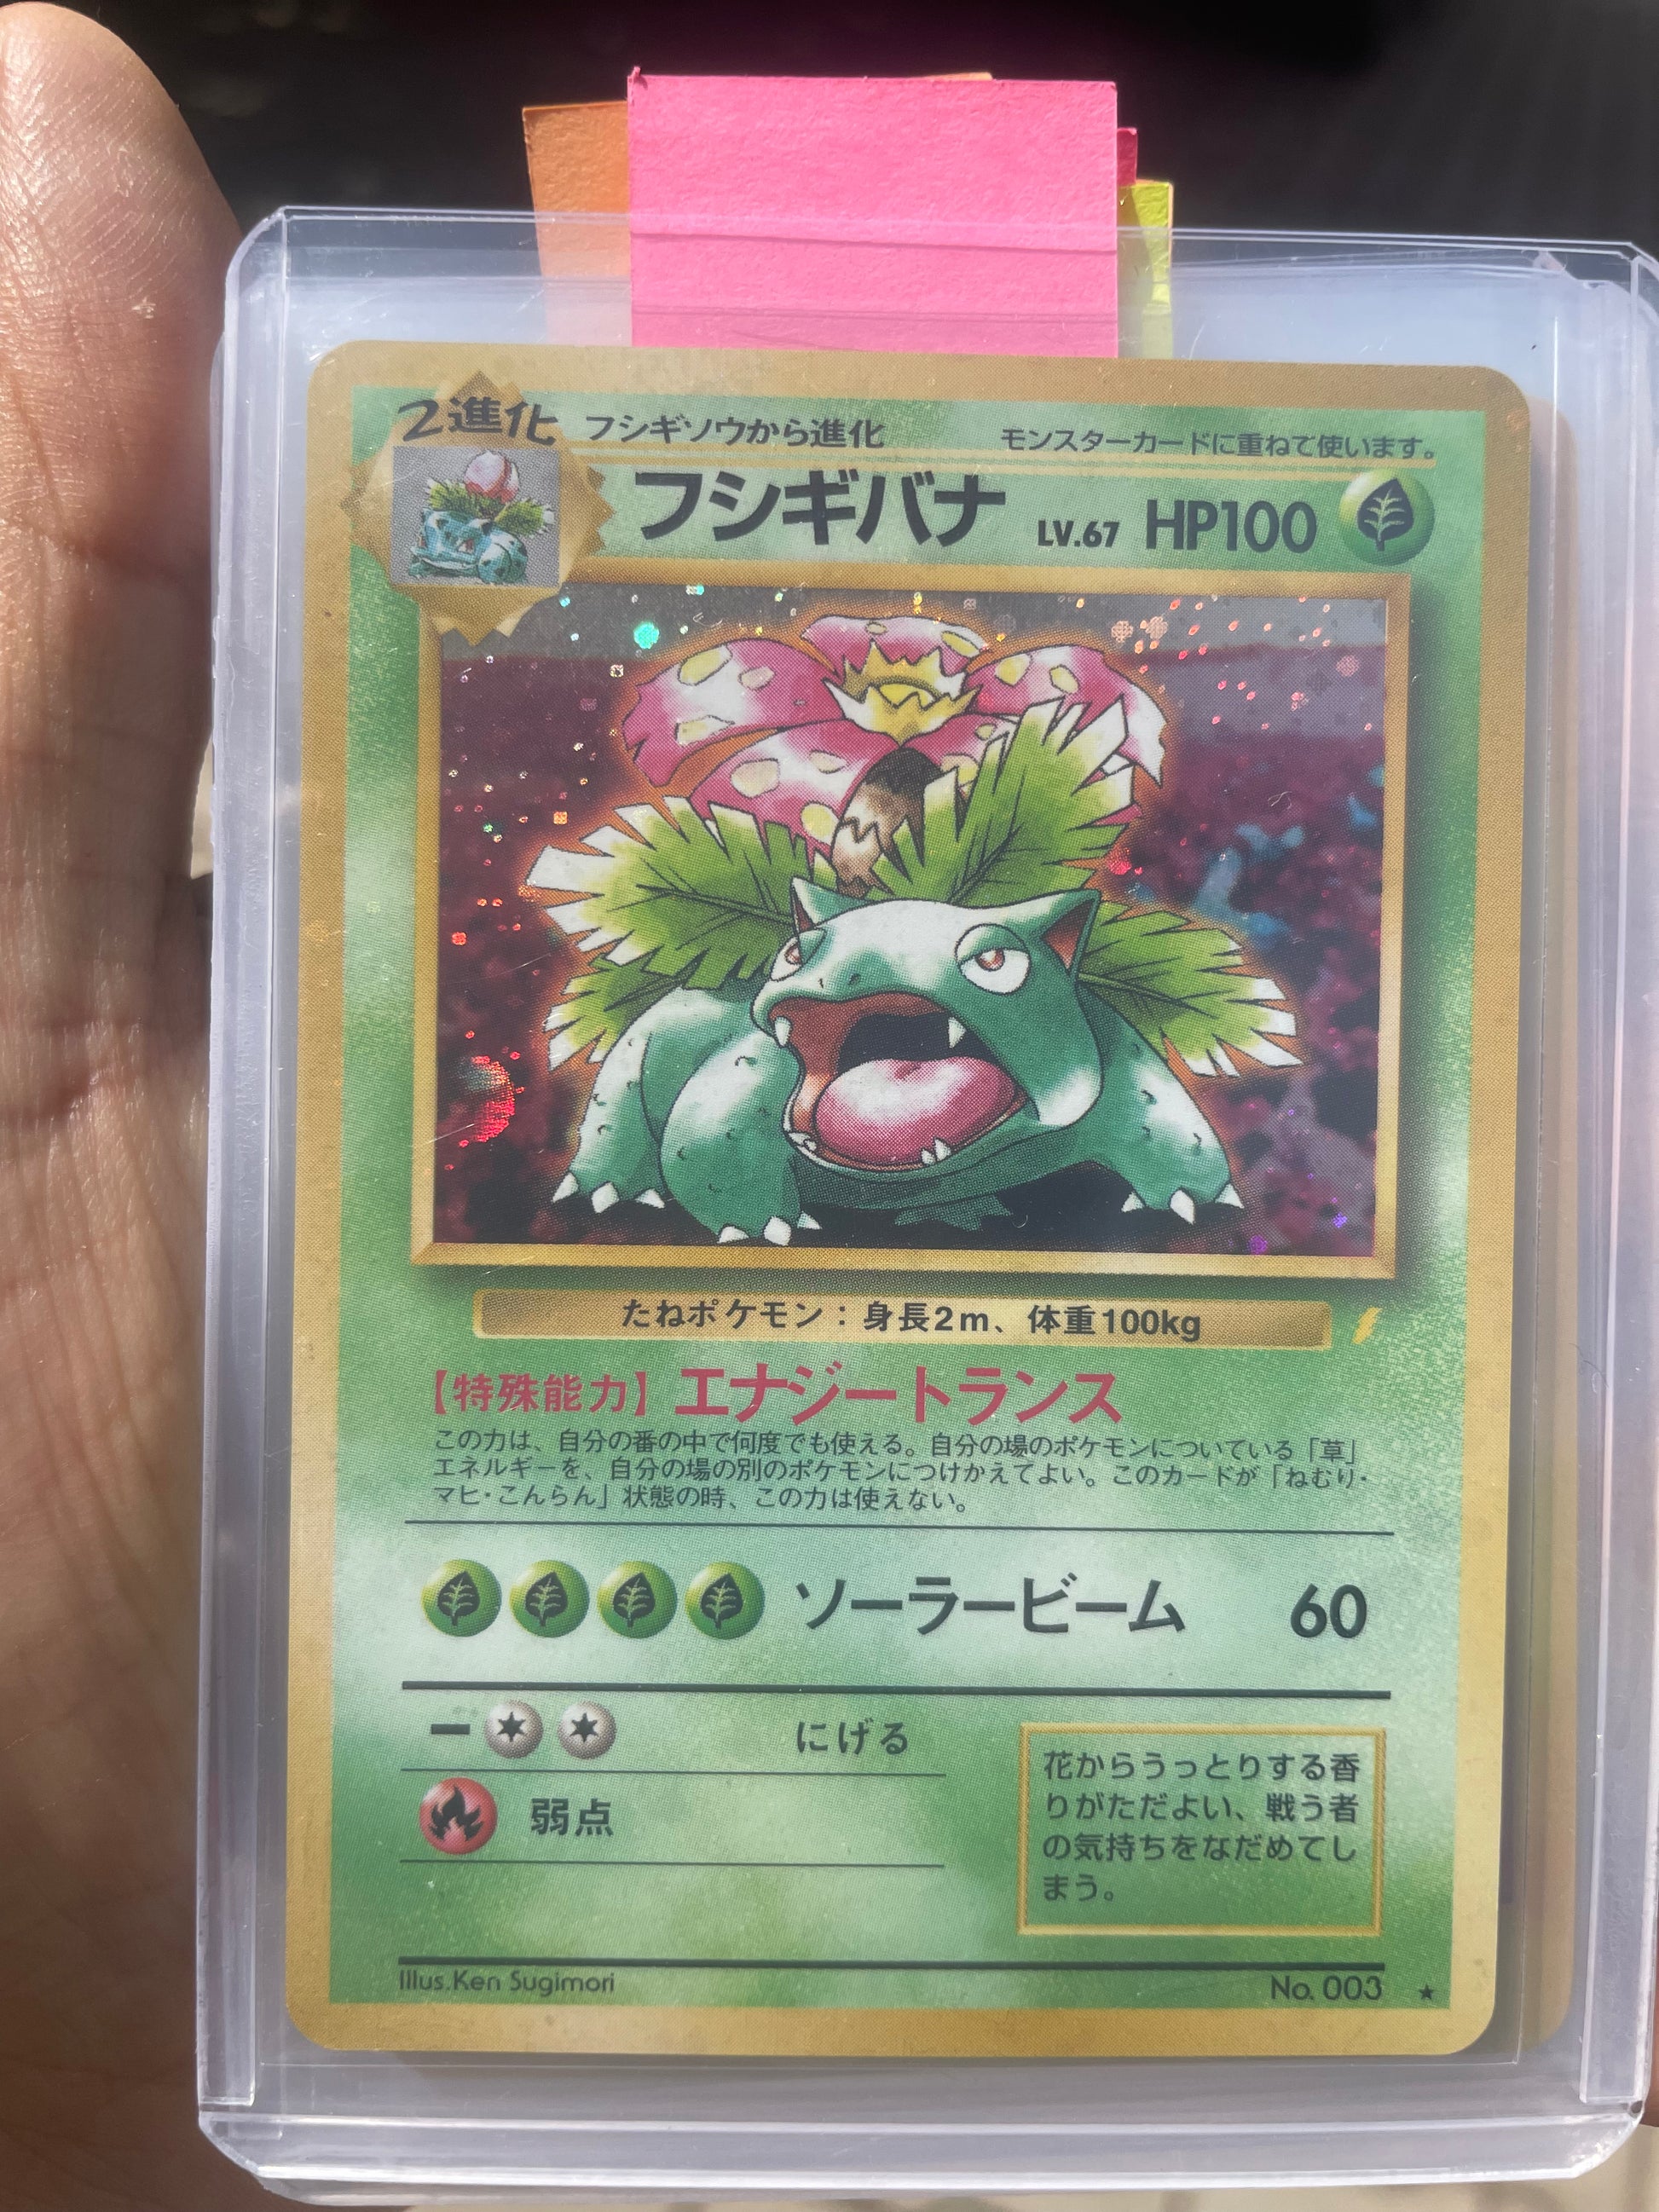 2進化 フシギソウから進化 モンスターカードに重ねて使います。
フシギバナ LV.67 HP100
たねポケモン：身長2m、体重100kg
【特殊能力】エナジートランス
この力は、自分の番の中で何度でも使える。自分の場のポケモンについている「草」
エネルギーを、自分の場の別のポケモンにつけかえてよい。このカードが「ねむり・
マヒ・こんらん」状態の時、この力は使えない。
ソーラービーム 60
ー にげる
弱点
花からうっとりする香
りがただよい、戦う者
の気持ちをなだめてし
まう。
Illus.Ken Sugimori No. 003 ★